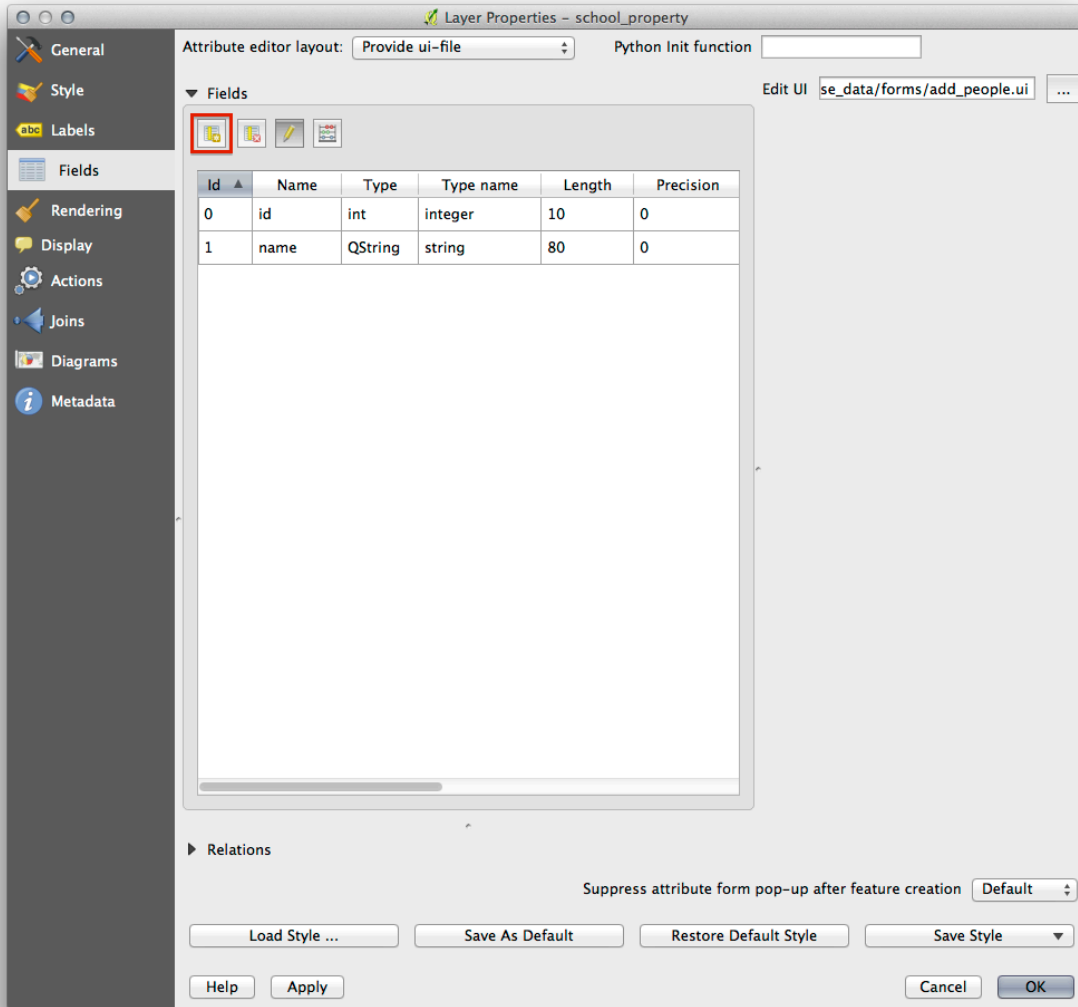 Layer Properties – school_property
General
Style
abc Labels
Fields
Rendering
Display
Actions
Joins
Diagrams
Metadata
Attribute editor layout: Provide ui-file
Python Init function
Edit UI se_data/forms/add_people.ui ...
Fields
Id Name Type Type name Length Precision
0 id int integer 10 0
1 name QString string 80 0
Relations
Suppress attribute form pop-up after feature creation Default
Load Style ... Save As Default Restore Default Style Save Style
Help Apply Cancel OK